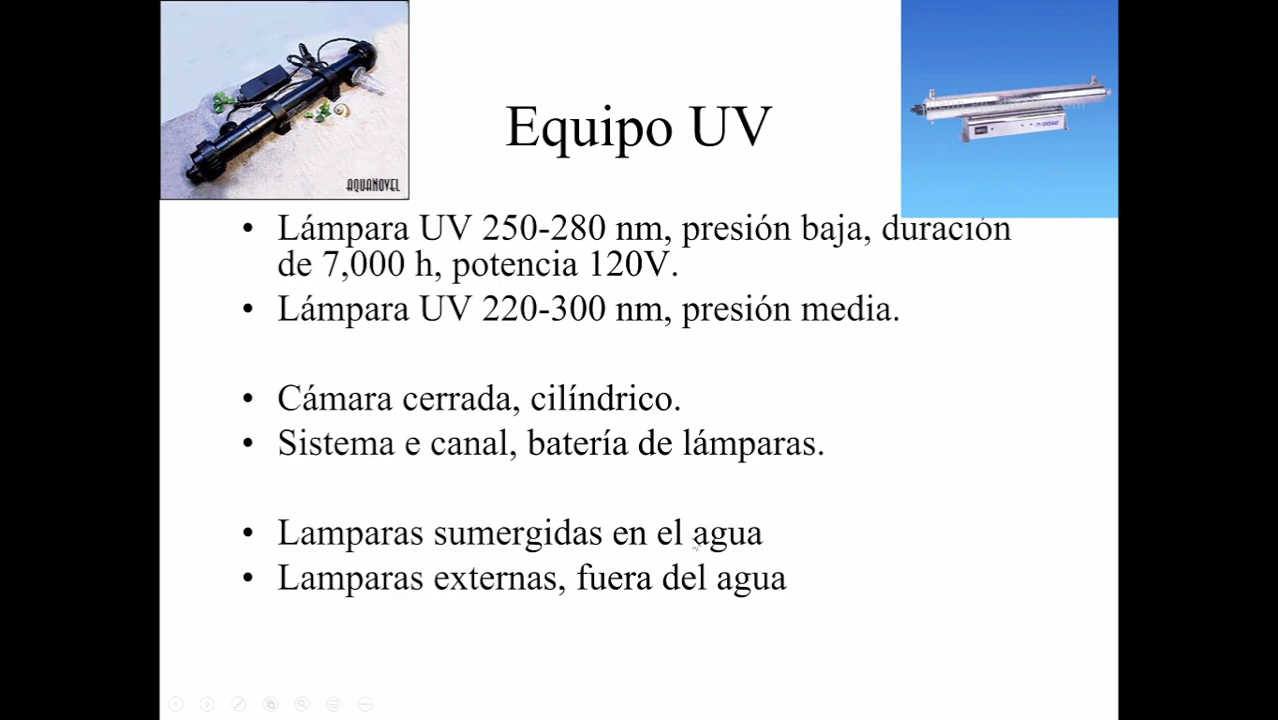 AQUANOVEL
Equipo UV
• Lámpara UV 250-280 nm, presión baja, duración
de 7,000 h, potencia 120V.
• Lámpara UV 220-300 nm, presión media.
• Cámara cerrada, cilíndrico.
• Sistema e canal, batería de lámparas.
• Lamparas sumergidas en el agua
• Lamparas externas, fuera del agua